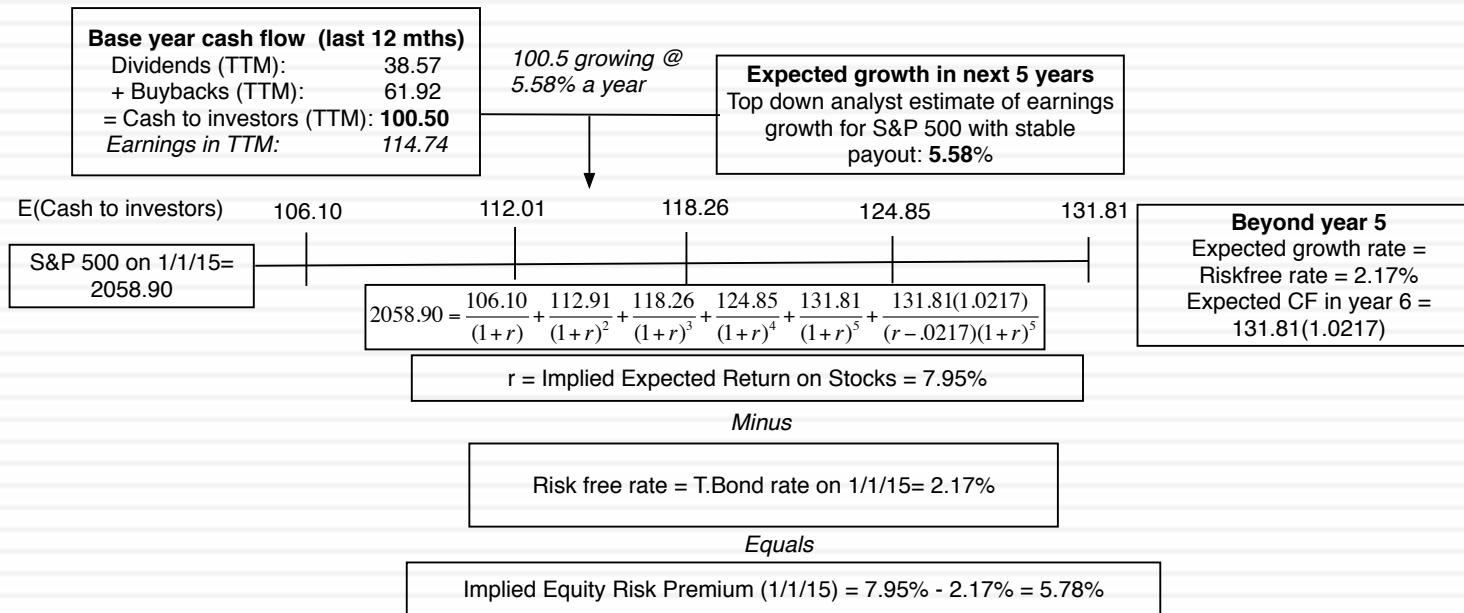 Base year cash flow (last 12 mths)
Dividends (TTM): 38.57
+ Buybacks (TTM): 61.92
= Cash to investors (TTM): 100.50
Earnings in TTM: 114.74
100.5 growing @
5.58% a year
Expected growth in next 5 years
Top down analyst estimate of earnings
growth for S&P 500 with stable
payout: 5.58%
E(Cash to investors) 106.10 112.01 118.26 124.85 131.81
S&P 500 on 1/1/15=
2058.90
Beyond year 5
Expected growth rate =
Riskfree rate = 2.17%
Expected CF in year 6 =
131.81(1.0217)
2058.90 = 106.10/(1+r) + 112.91/(1+r)^2 + 118.26/(1+r)^3 + 124.85/(1+r)^4 + 131.81/(1+r)^5 + 131.81(1.0217)/((r-.0217)(1+r)^5)
r = Implied Expected Return on Stocks = 7.95%
Minus
Risk free rate = T.Bond rate on 1/1/15= 2.17%
Equals
Implied Equity Risk Premium (1/1/15) = 7.95% - 2.17% = 5.78%